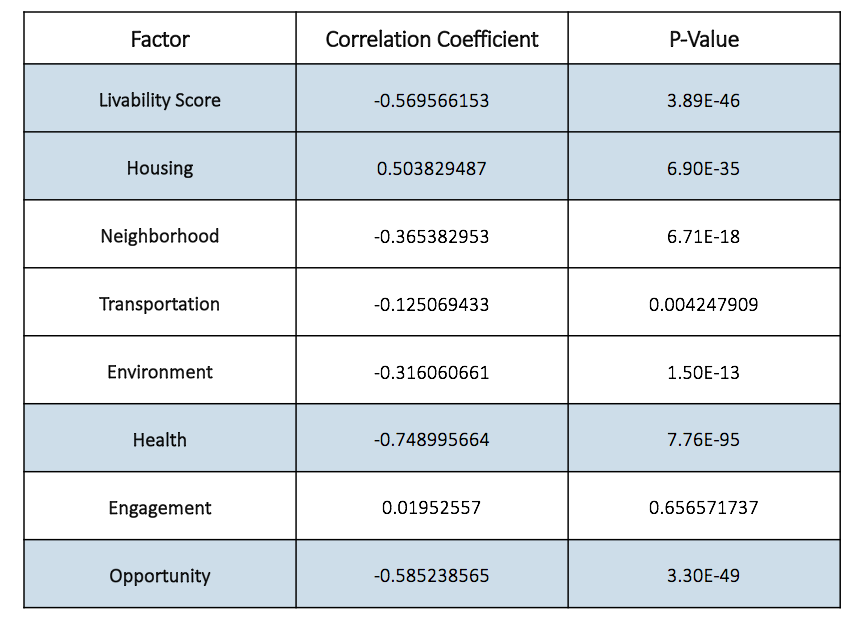 Factor Correlation Coefficient P-Value
Livability Score -0.569566153 3.89E-46
Housing 0.503829487 6.90E-35
Neighborhood -0.365382953 6.71E-18
Transportation -0.125069433 0.004247909
Environment -0.316060661 1.50E-13
Health -0.748995664 7.76E-95
Engagement 0.01952557 0.656571737
Opportunity -0.585238565 3.30E-49